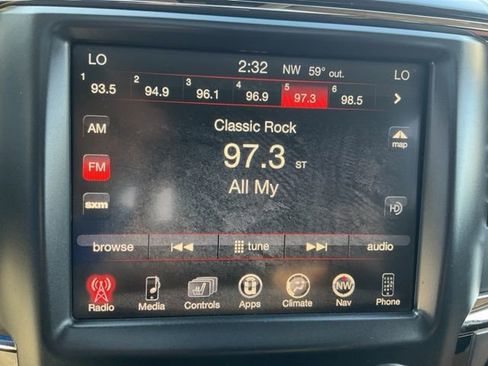 LO 2:32 NW 59° out. LO
1 93.5 2 94.9 3 96.1 4 96.9 5 97.3 6 98.5
AM
Classic Rock
map
FM
97.3 ST
All My
sxm
HD
browse tune audio
Radio Media Controls Apps Climate NW Nav Phone